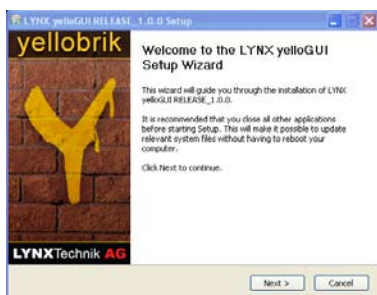 LYNX yelloGUI RELEASE_1.0.0 Setup
yellobrik
Welcome to the LYNX yelloGUI
Setup Wizard
This wizard will guide you through the installation of LYNX
yelloGUI RELEASE_1.0.0.
It is recommended that you close all other applications
before starting Setup. This will make it possible to update
relevant system files without having to reboot your
computer.
Click Next to continue.
LYNXTechnik AG
Next >
Cancel